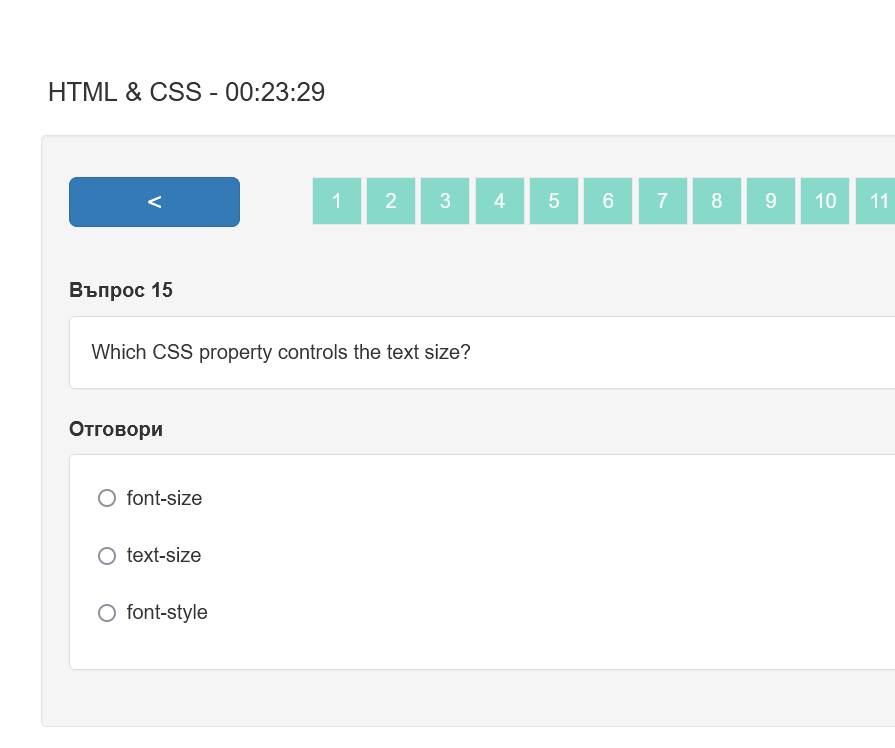 HTML & CSS - 00:23:29
< 1 2 3 4 5 6 7 8 9 10 11
Въпрос 15
Which CSS property controls the text size?
Отговори
font-size
text-size
font-style